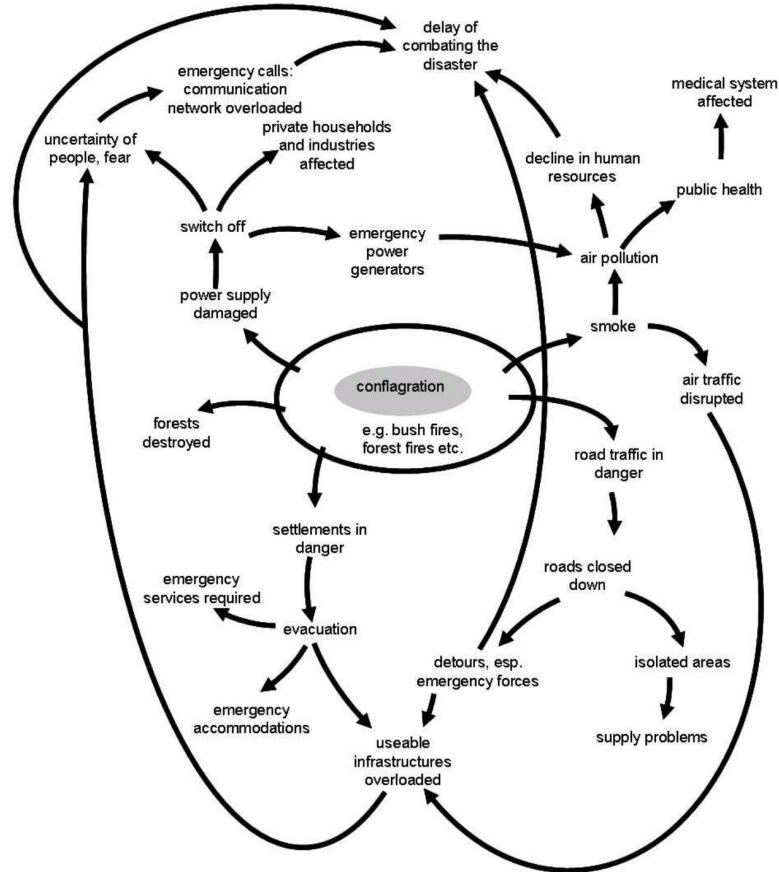 delay of
combating the
disaster
emergency calls:
communication
network overloaded
medical system
affected
uncertainty of
people, fear
private households
and industries
affected
decline in human
resources
public health
switch off
emergency
power
generators
air pollution
power supply
damaged
smoke
conflagration
air traffic
disrupted
forests
destroyed
e.g. bush fires,
forest fires etc.
road traffic in
danger
settlements in
danger
roads closed
down
emergency
services required
evacuation
detours, esp.
emergency forces
isolated areas
emergency
accommodations
useable
infrastructures
overloaded
supply problems